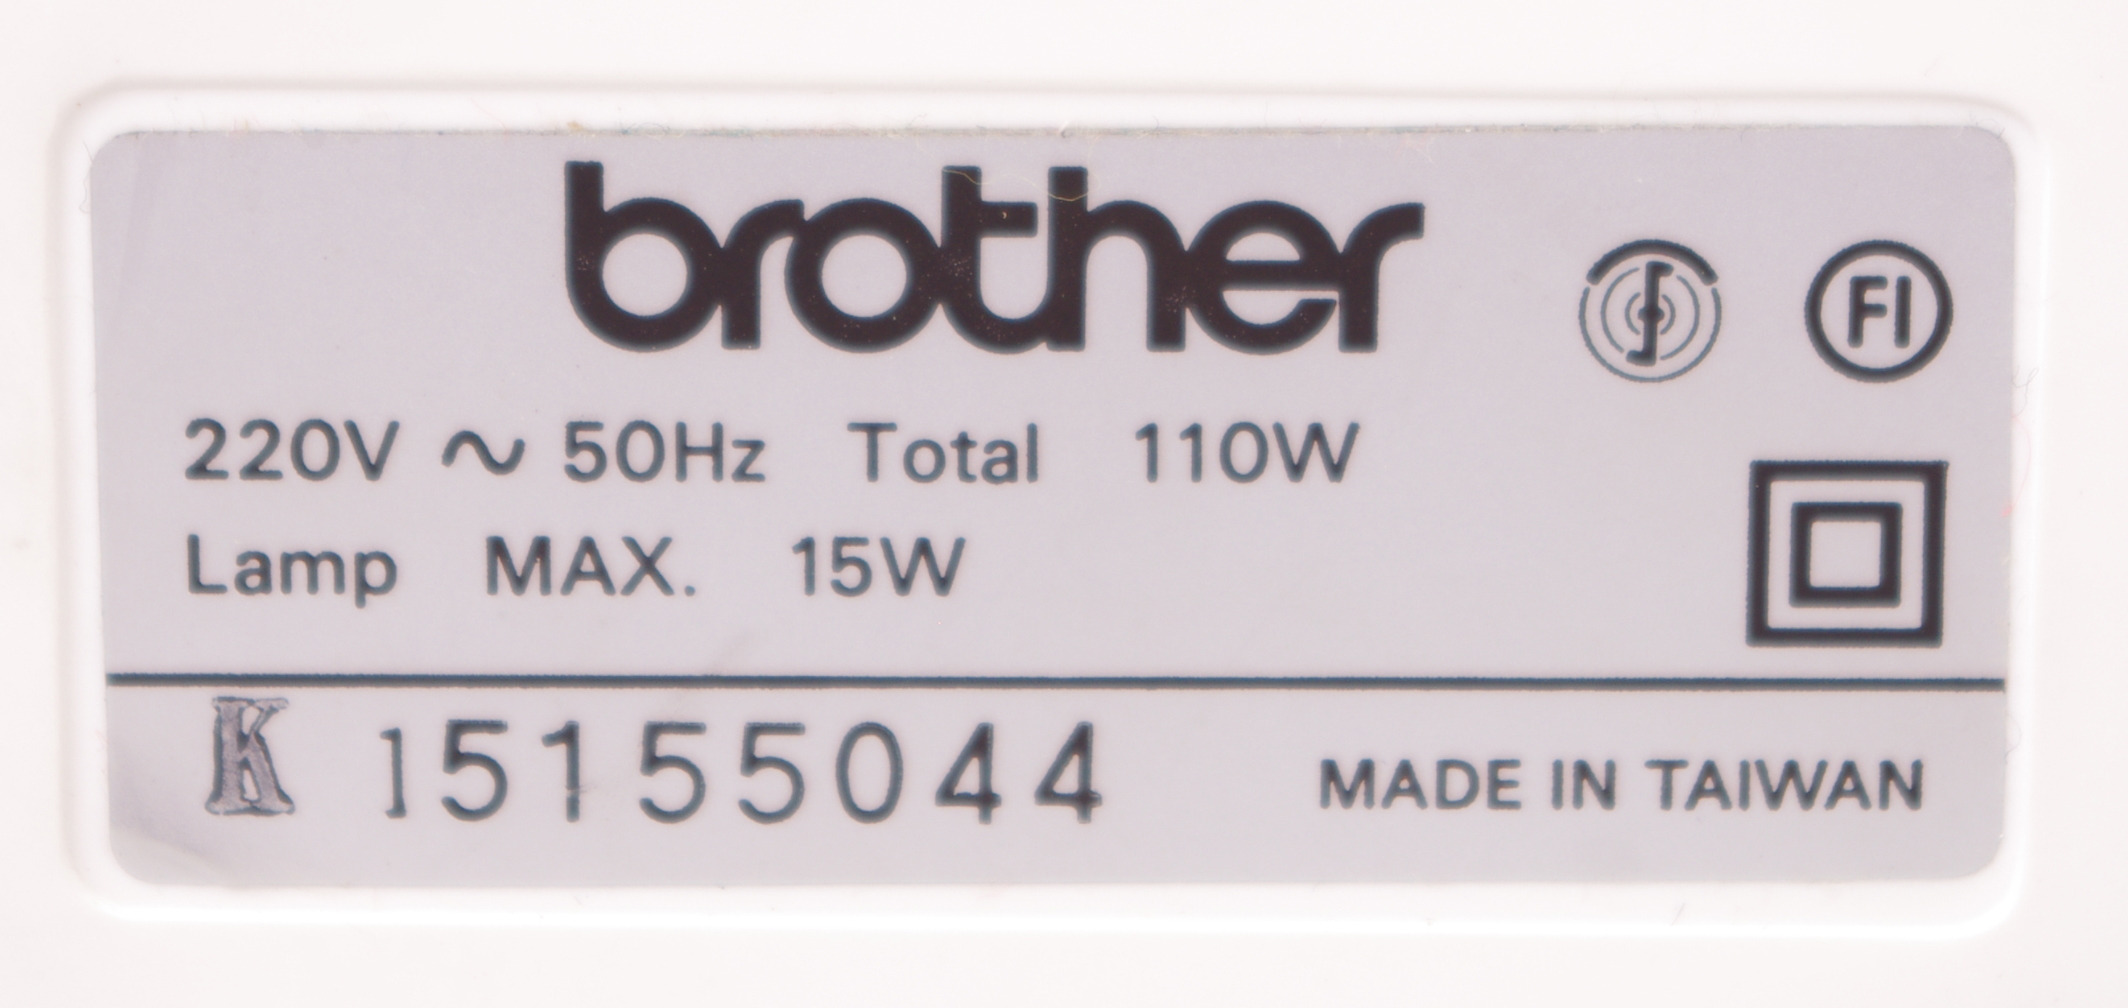 brother
FI
220V ~ 50Hz Total 110W
Lamp MAX. 15W
K 15155044
MADE IN TAIWAN